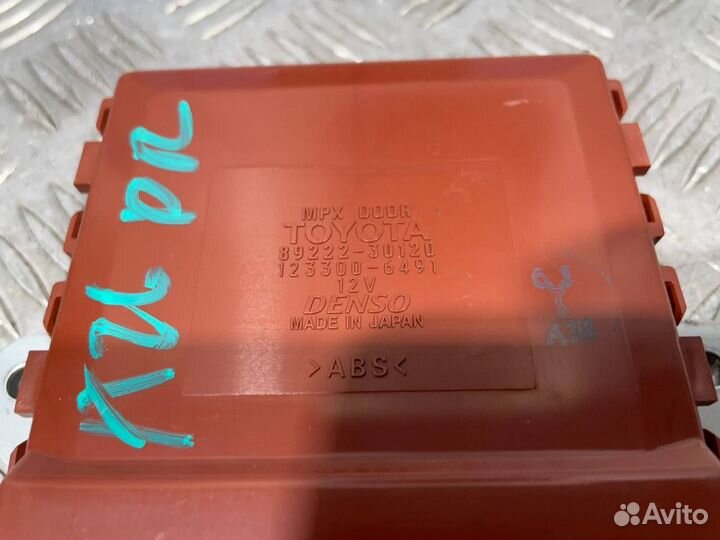 MPX DOOR
TOYOTA
89222-30120
123300-6491
12V
DENSO
MADE IN JAPAN
>ABS<
Avito